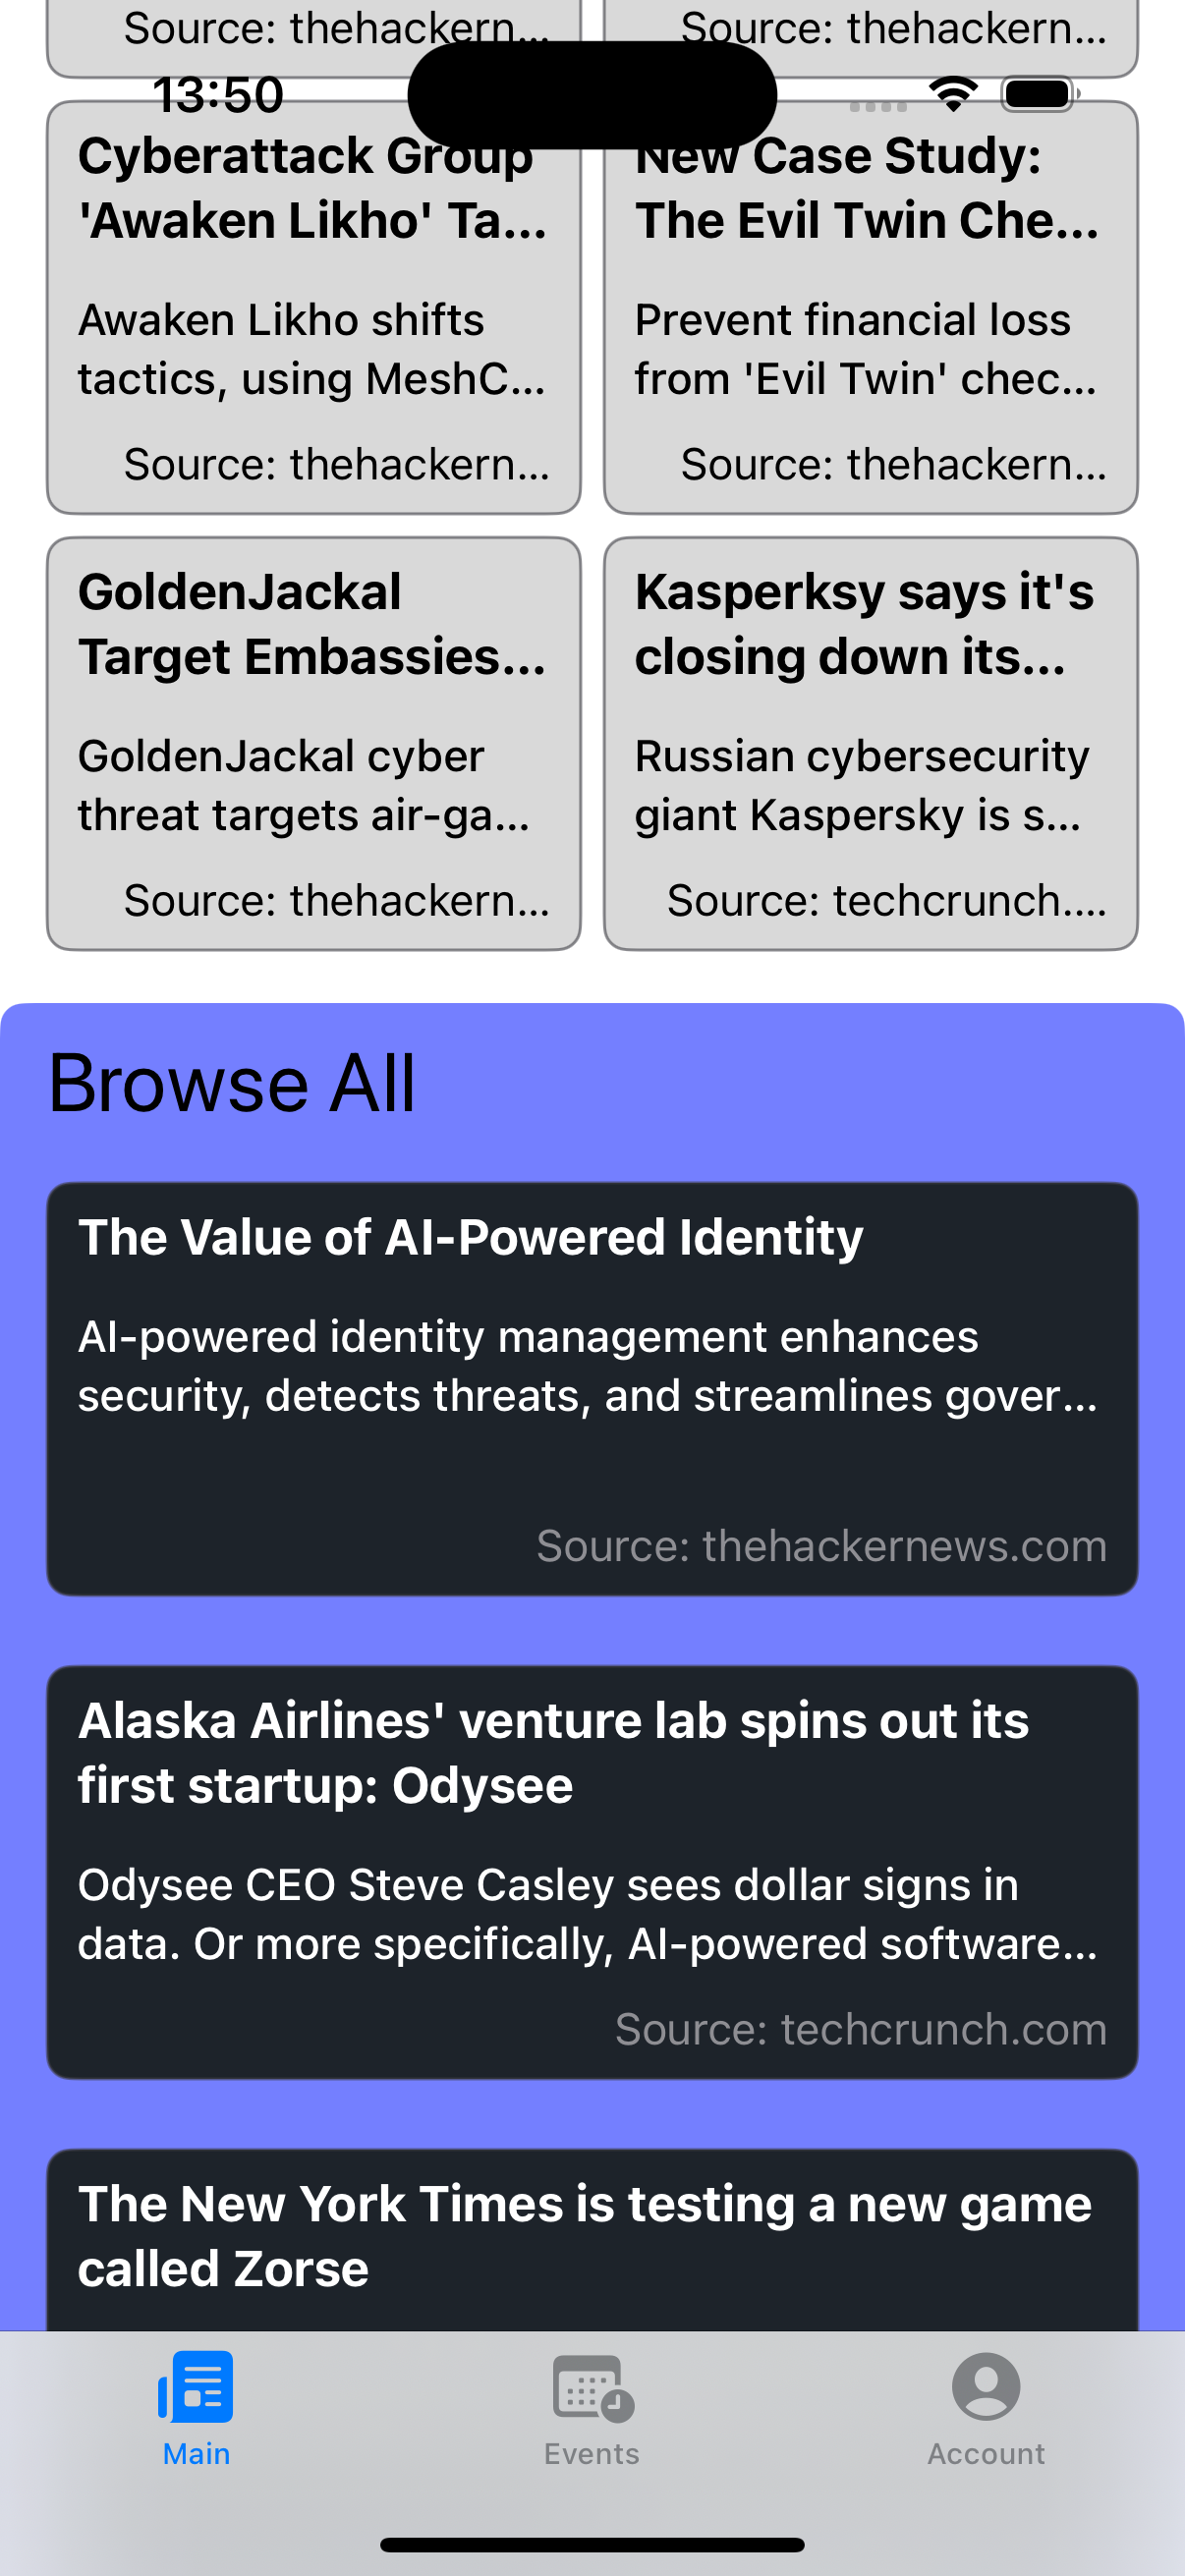 Source: thehackern...
Source: thehackern...
13:50
Cyberattack Group
'Awaken Likho' Ta...
Awaken Likho shifts
tactics, using MeshC...
Source: thehackern...
New Case Study:
The Evil Twin Che...
Prevent financial loss
from 'Evil Twin' chec...
Source: thehackern...
GoldenJackal
Target Embassies...
GoldenJackal cyber
threat targets air-ga...
Source: thehackern...
Kasperksy says it's
closing down its...
Russian cybersecurity
giant Kaspersky is s...
Source: techcrunch....
Browse All
The Value of AI-Powered Identity
AI-powered identity management enhances
security, detects threats, and streamlines gover...
Source: thehackernews.com
Alaska Airlines' venture lab spins out its
first startup: Odysee
Odysee CEO Steve Casley sees dollar signs in
data. Or more specifically, AI-powered software...
Source: techcrunch.com
The New York Times is testing a new game
called Zorse
Main
Events
Account